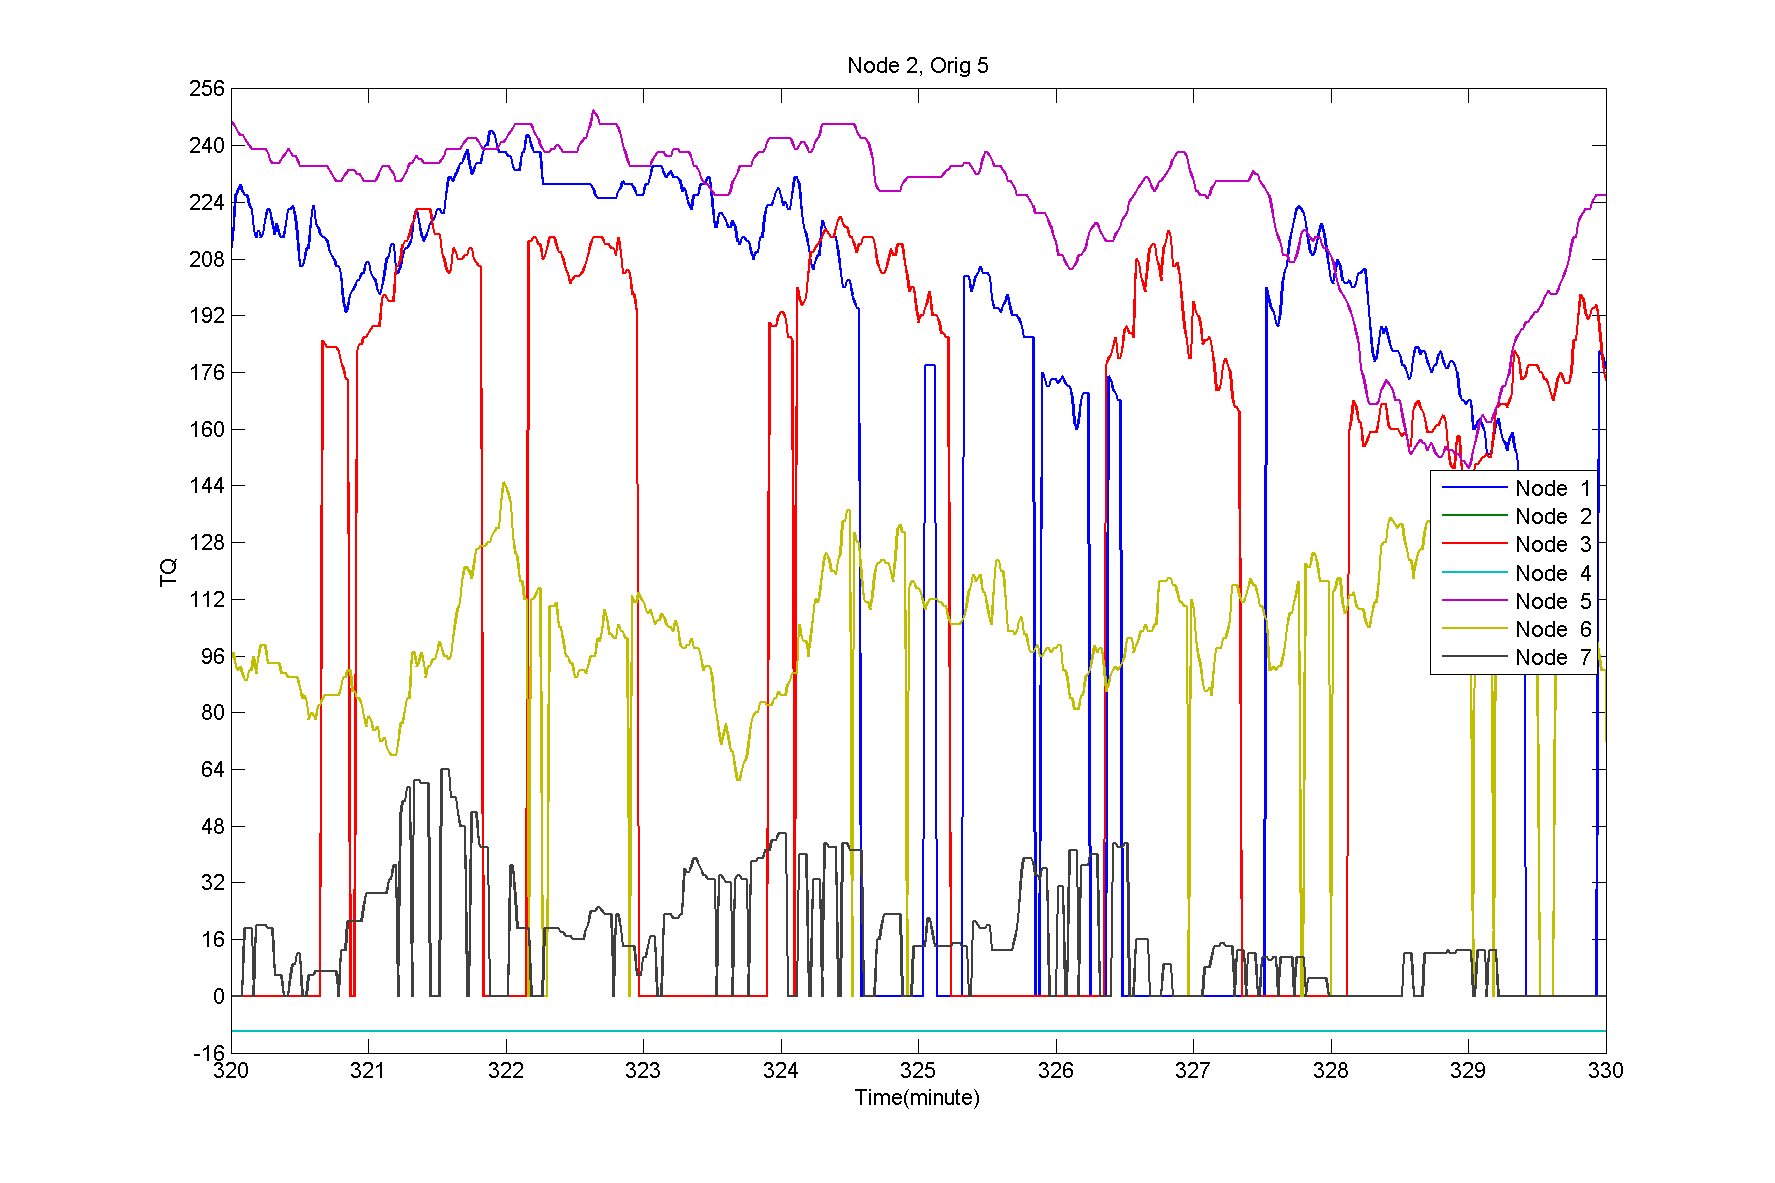 Node 2, Orig 5
256
240
224
208
192
176
160
144
128
112
96
80
64
48
32
16
0
-16
TQ
320 321 322 323 324 325 326 327 328 329 330
Time(minute)
Node 1
Node 2
Node 3
Node 4
Node 5
Node 6
Node 7